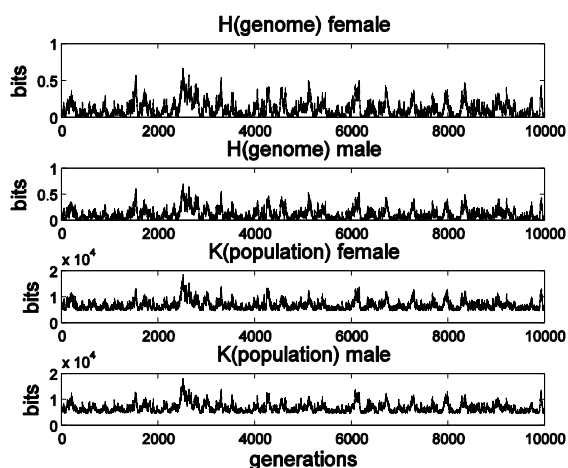 H(genome) female
1
0.5
0
bits
0 2000 4000 6000 8000 10000
H(genome) male
1
0.5
0
bits
0 2000 4000 6000 8000 10000
x 10^4 K(population) female
2
1
0
bits
0 2000 4000 6000 8000 10000
x 10^4 K(population) male
2
1
0
bits
0 2000 4000 6000 8000 10000
generations